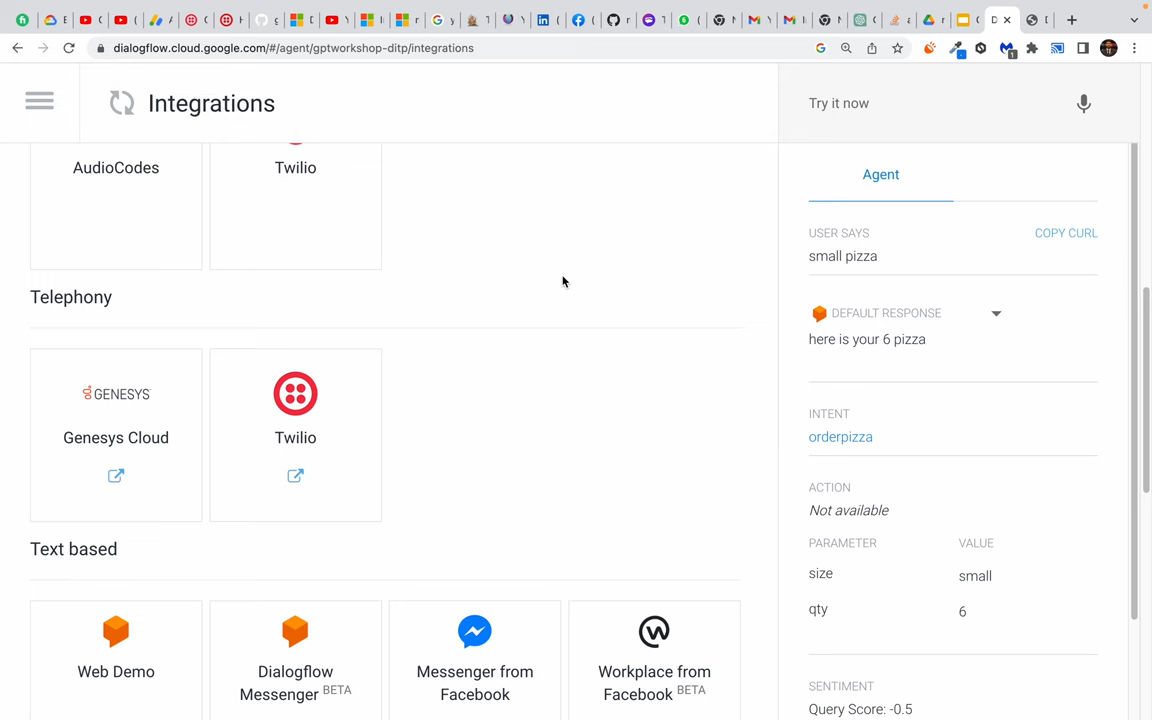 dialogflow.cloud.google.com/#/agent/gptworkshop-ditp/integrations
Integrations
Try it now
AudioCodes
Twilio
Telephony
GENESYS
Genesys Cloud
Twilio
Text based
Web Demo
Dialogflow
Messenger BETA
Messenger from
Facebook
Workplace from
Facebook BETA
Agent
USER SAYS
COPY CURL
small pizza
DEFAULT RESPONSE
here is your 6 pizza
INTENT
orderpizza
ACTION
Not available
PARAMETER
VALUE
size
small
qty
6
SENTIMENT
Query Score: -0.5